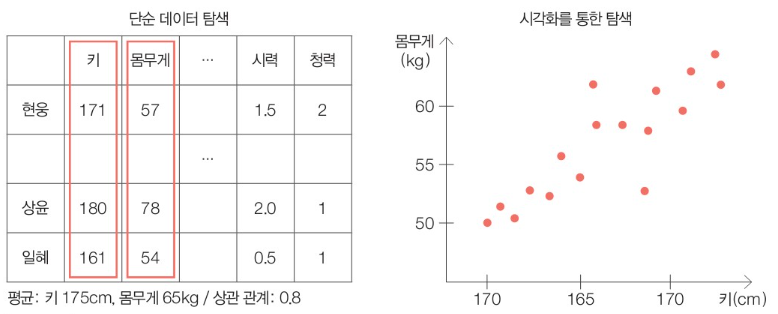 단순 데이터 탐색
키 몸무게 … 시력 청력
현웅 171 57 1.5 2
…
상윤 180 78 2.0 1
일혜 161 54 0.5 1
평균: 키 175cm, 몸무게 65kg / 상관 관계: 0.8
시각화를 통한 탐색
몸무게
(kg)
60
55
50
170 165 170 키(cm)